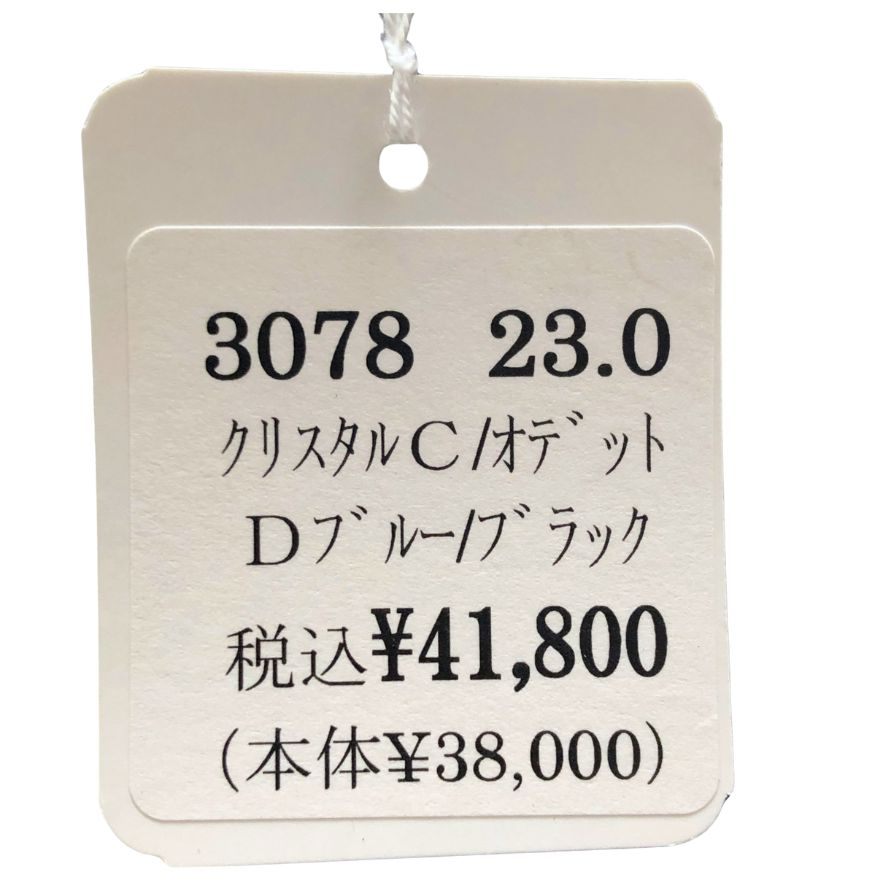 3078 23.0
ｸﾘｽﾀﾙC/ｵﾃﾞｯﾄ
Dﾌﾞﾙｰ/ﾌﾞﾗｯｸ
税込¥41,800
(本体¥38,000)